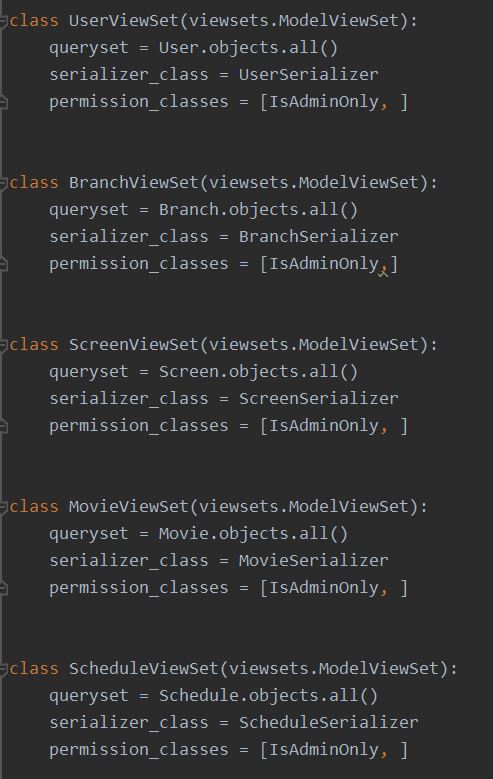 class UserViewSet(viewsets.ModelViewSet):
    queryset = User.objects.all()
    serializer_class = UserSerializer
    permission_classes = [IsAdminOnly, ]
class BranchViewSet(viewsets.ModelViewSet):
    queryset = Branch.objects.all()
    serializer_class = BranchSerializer
    permission_classes = [IsAdminOnly,]
class ScreenViewSet(viewsets.ModelViewSet):
    queryset = Screen.objects.all()
    serializer_class = ScreenSerializer
    permission_classes = [IsAdminOnly, ]
class MovieViewSet(viewsets.ModelViewSet):
    queryset = Movie.objects.all()
    serializer_class = MovieSerializer
    permission_classes = [IsAdminOnly, ]
class ScheduleViewSet(viewsets.ModelViewSet):
    queryset = Schedule.objects.all()
    serializer_class = ScheduleSerializer
    permission_classes = [IsAdminOnly, ]